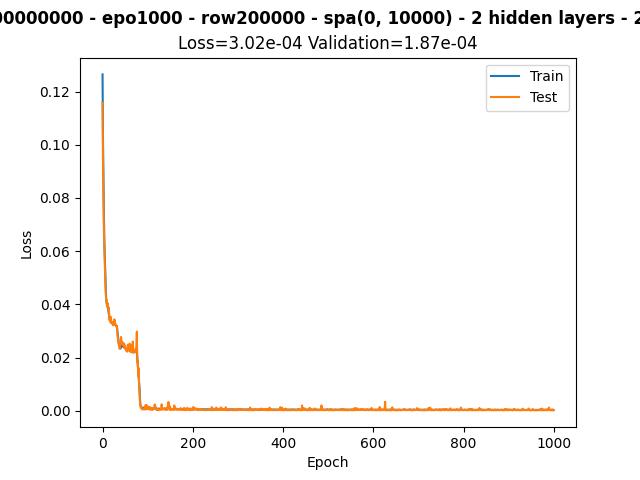 00000000 - epo1000 - row200000 - spa(0, 10000) - 2 hidden layers - 2
Loss=3.02e-04 Validation=1.87e-04
Train
Test
Loss
0.12
0.10
0.08
0.06
0.04
0.02
0.00
0 200 400 600 800 1000
Epoch